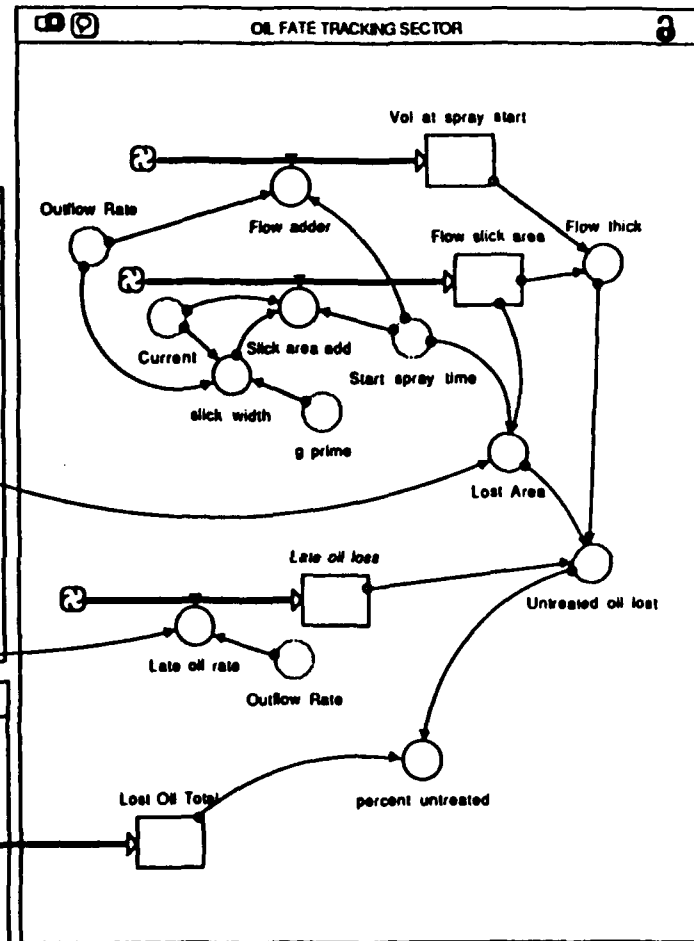 OIL FATE TRACKING SECTOR
Vol at spray start
Outflow Rate
Flow adder
Flow slick area
Flow thick
Current
Slick area add
Start spray time
slick width
g prime
Lost Area
Late oil loss
Untreated oil lost
Late oil rate
Outflow Rate
Lost Oil Total
percent untreated